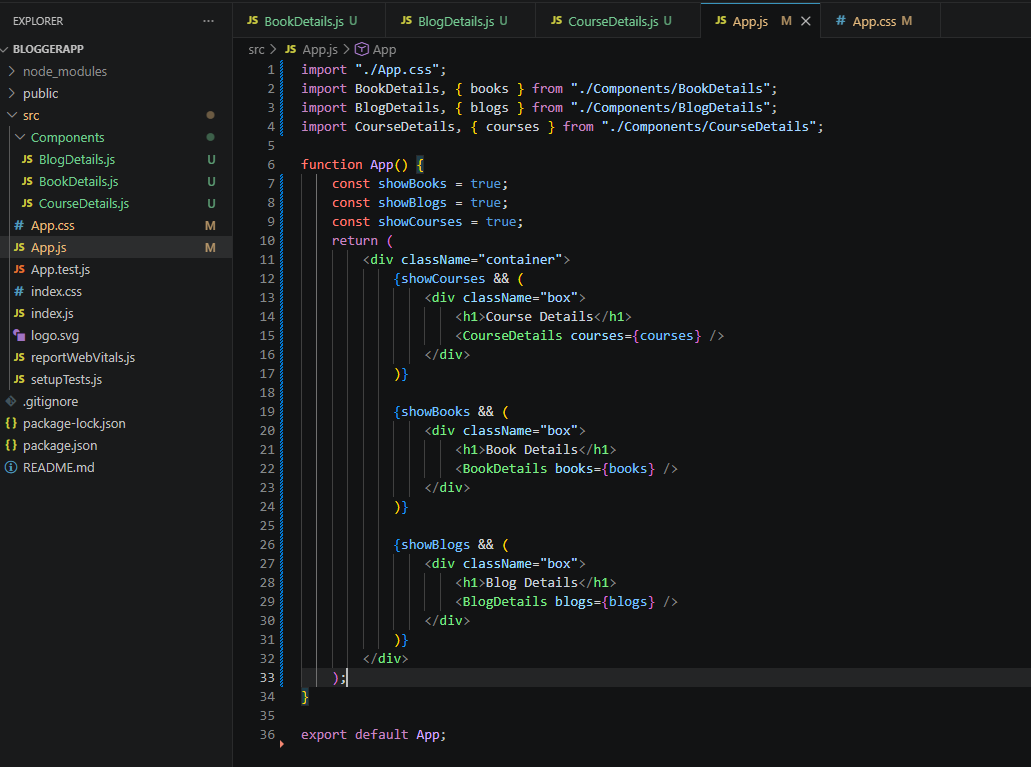 EXPLORER ...
BLOGGERAPP
node_modules
public
src
Components
JS BlogDetails.js U
JS BookDetails.js U
JS CourseDetails.js U
# App.css M
JS App.js M
JS App.test.js
# index.css
JS index.js
logo.svg
JS reportWebVitals.js
JS setupTests.js
.gitignore
{} package-lock.json
{} package.json
README.md
JS BookDetails.js U JS BlogDetails.js U JS CourseDetails.js U JS App.js M # App.css M
src > JS App.js > App
1 import "./App.css";
2 import BookDetails, { books } from "./Components/BookDetails";
3 import BlogDetails, { blogs } from "./Components/BlogDetails";
4 import CourseDetails, { courses } from "./Components/CourseDetails";
5
6 function App() {
7 const showBooks = true;
8 const showBlogs = true;
9 const showCourses = true;
10 return (
11 <div className="container">
12 {showCourses && (
13 <div className="box">
14 <h1>Course Details</h1>
15 <CourseDetails courses={courses} />
16 </div>
17 )}
18
19 {showBooks && (
20 <div className="box">
21 <h1>Book Details</h1>
22 <BookDetails books={books} />
23 </div>
24 )}
25
26 {showBlogs && (
27 <div className="box">
28 <h1>Blog Details</h1>
29 <BlogDetails blogs={blogs} />
30 </div>
31 )}
32 </div>
33 );
34 }
35
36 export default App;